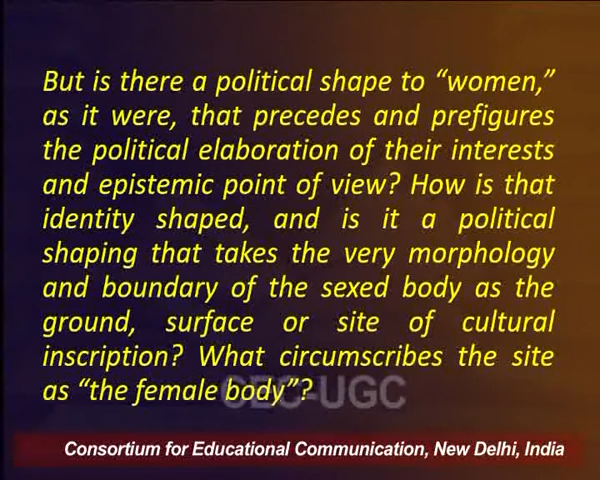 But is there a political shape to “women,”
as it were, that precedes and prefigures
the political elaboration of their interests
and epistemic point of view? How is that
identity shaped, and is it a political
shaping that takes the very morphology
and boundary of the sexed body as the
ground, surface or site of cultural
inscription? What circumscribes the site
as “the female body”?
CEC-UGC
Consortium for Educational Communication, New Delhi, India